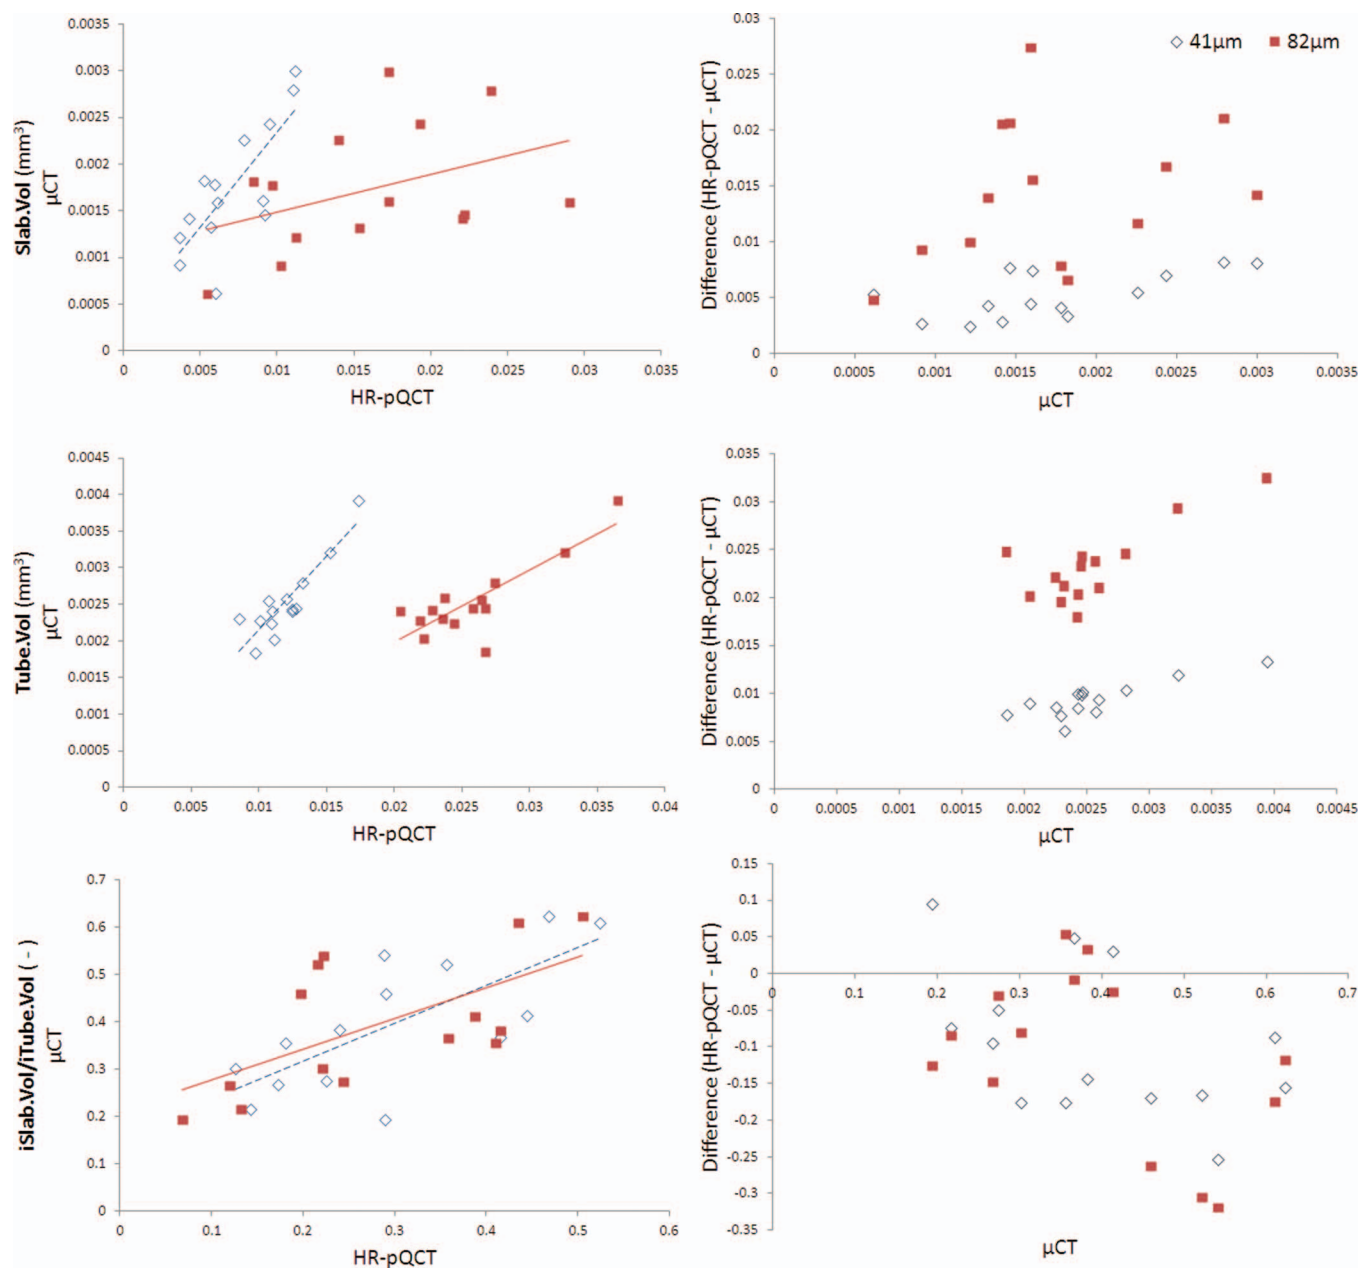 Slab.Vol (mm³)
µCT
0.0035
0.003
0.0025
0.002
0.0015
0.001
0.0005
0
0 0.005 0.01 0.015 0.02 0.025 0.03 0.035
HR-pQCT
Difference (HR-pQCT - µCT)
0.03
0.025
0.02
0.015
0.01
0.005
0
0 0.0005 0.001 0.0015 0.002 0.0025 0.003 0.0035
µCT
41µm 82µm
Tube.Vol (mm³)
µCT
0.0045
0.004
0.0035
0.003
0.0025
0.002
0.0015
0.001
0.0005
0
0 0.005 0.01 0.015 0.02 0.025 0.03 0.035 0.04
HR-pQCT
Difference (HR-pQCT - µCT)
0.035
0.03
0.025
0.02
0.015
0.01
0.005
0
0 0.0005 0.001 0.0015 0.002 0.0025 0.003 0.0035 0.004 0.0045
µCT
iSlab.Vol/iTube.Vol ( - )
µCT
0.7
0.6
0.5
0.4
0.3
0.2
0.1
0
0 0.1 0.2 0.3 0.4 0.5 0.6
HR-pQCT
Difference (HR-pQCT - µCT)
0.15
0.1
0.05
0
-0.05
-0.1
-0.15
-0.2
-0.25
-0.3
-0.35
0 0.1 0.2 0.3 0.4 0.5 0.6 0.7
µCT